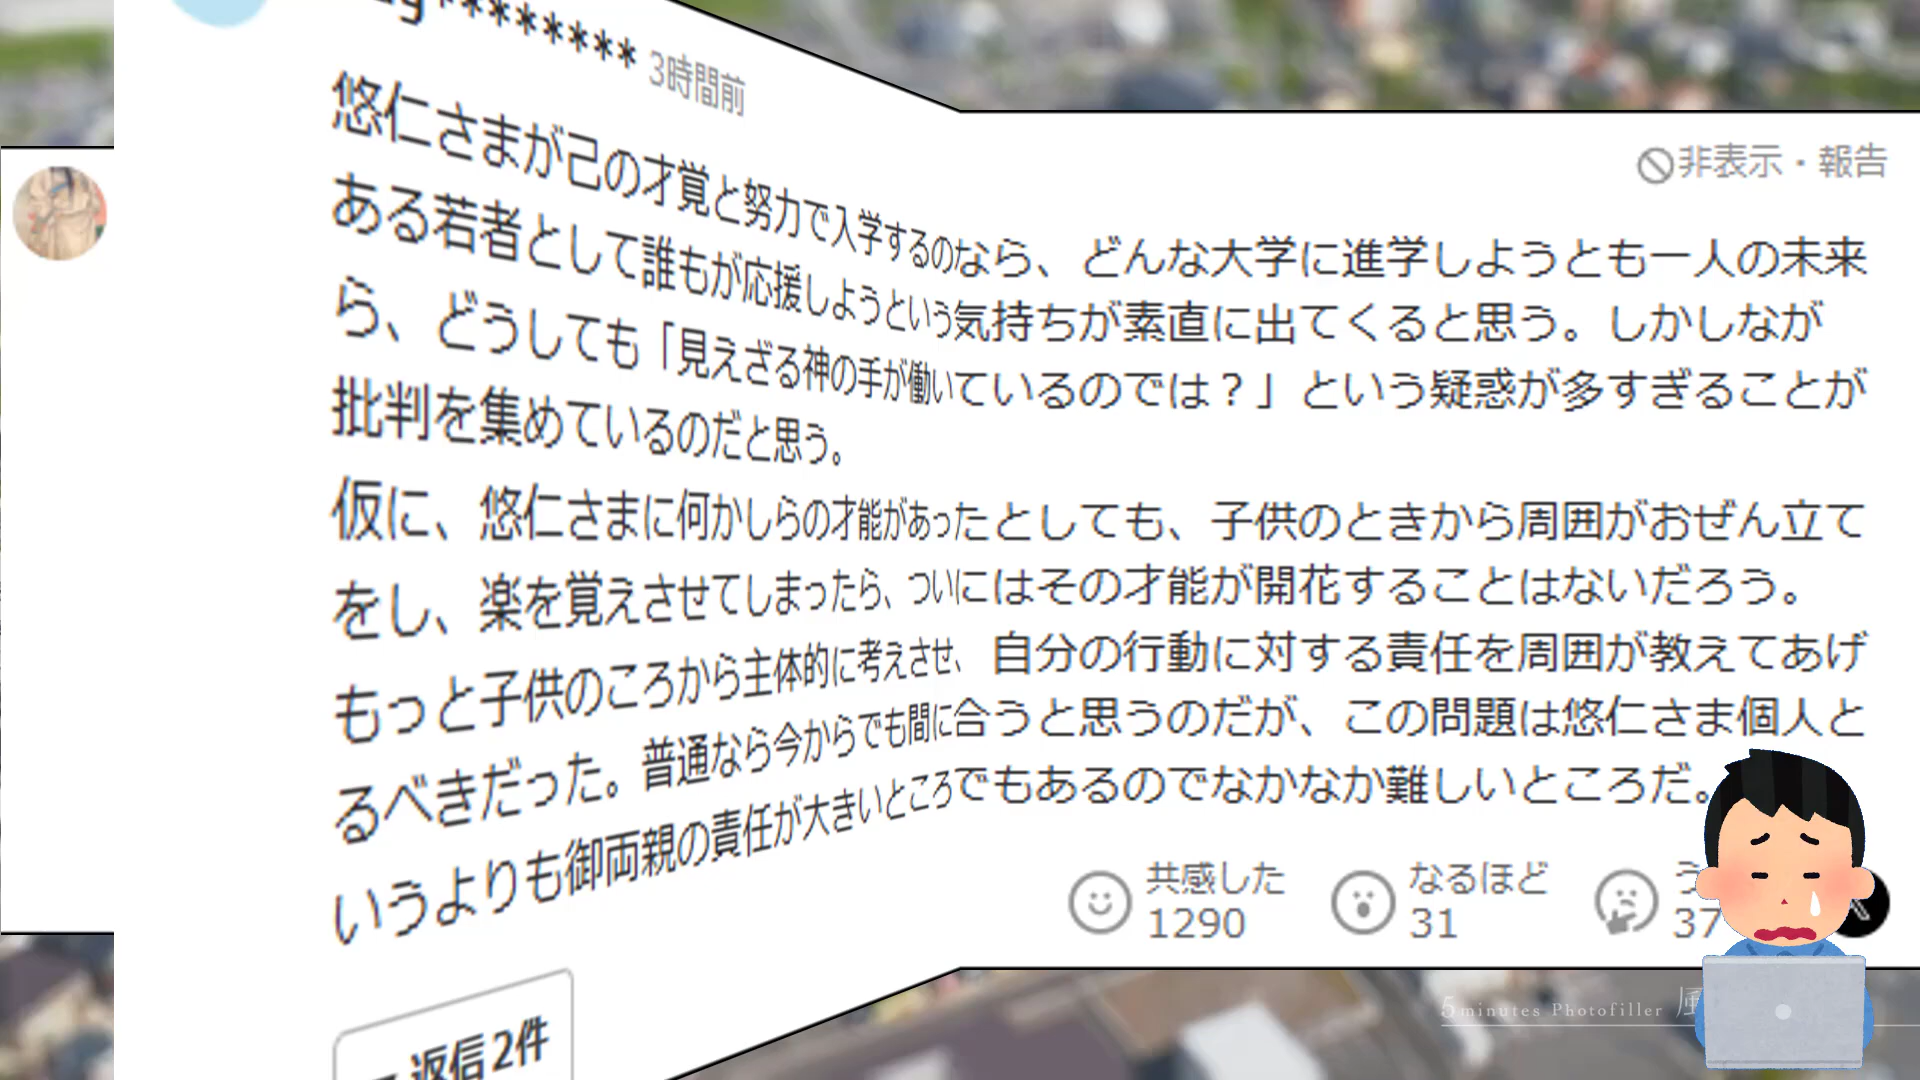 ******** 3時間前
非表示・報告
悠仁さまが己の才覚と努力で入学するのなら、どんな大学に進学しようとも一人の未来
ある若者として誰もが応援しようという気持ちが素直に出てくると思う。しかしなが
ら、どうしても「見えざる神の手が働いているのでは？」という疑惑が多すぎることが
批判を集めているのだと思う。
仮に、悠仁さまに何かしらの才能があったとしても、子供のときから周囲がおぜん立て
をし、楽を覚えさせてしまったら、ついにはその才能が開花することはないだろう。
もっと子供のころから主体的に考えさせ、自分の行動に対する責任を周囲が教えてあげ
るべきだった。普通なら今からでも間に合うと思うのだが、この問題は悠仁さま個人と
いうよりも御両親の責任が大きいところでもあるのでなかなか難しいところだ。
共感した
1290
なるほど
31
う
37
返信2件
5minutes Photofiller 風